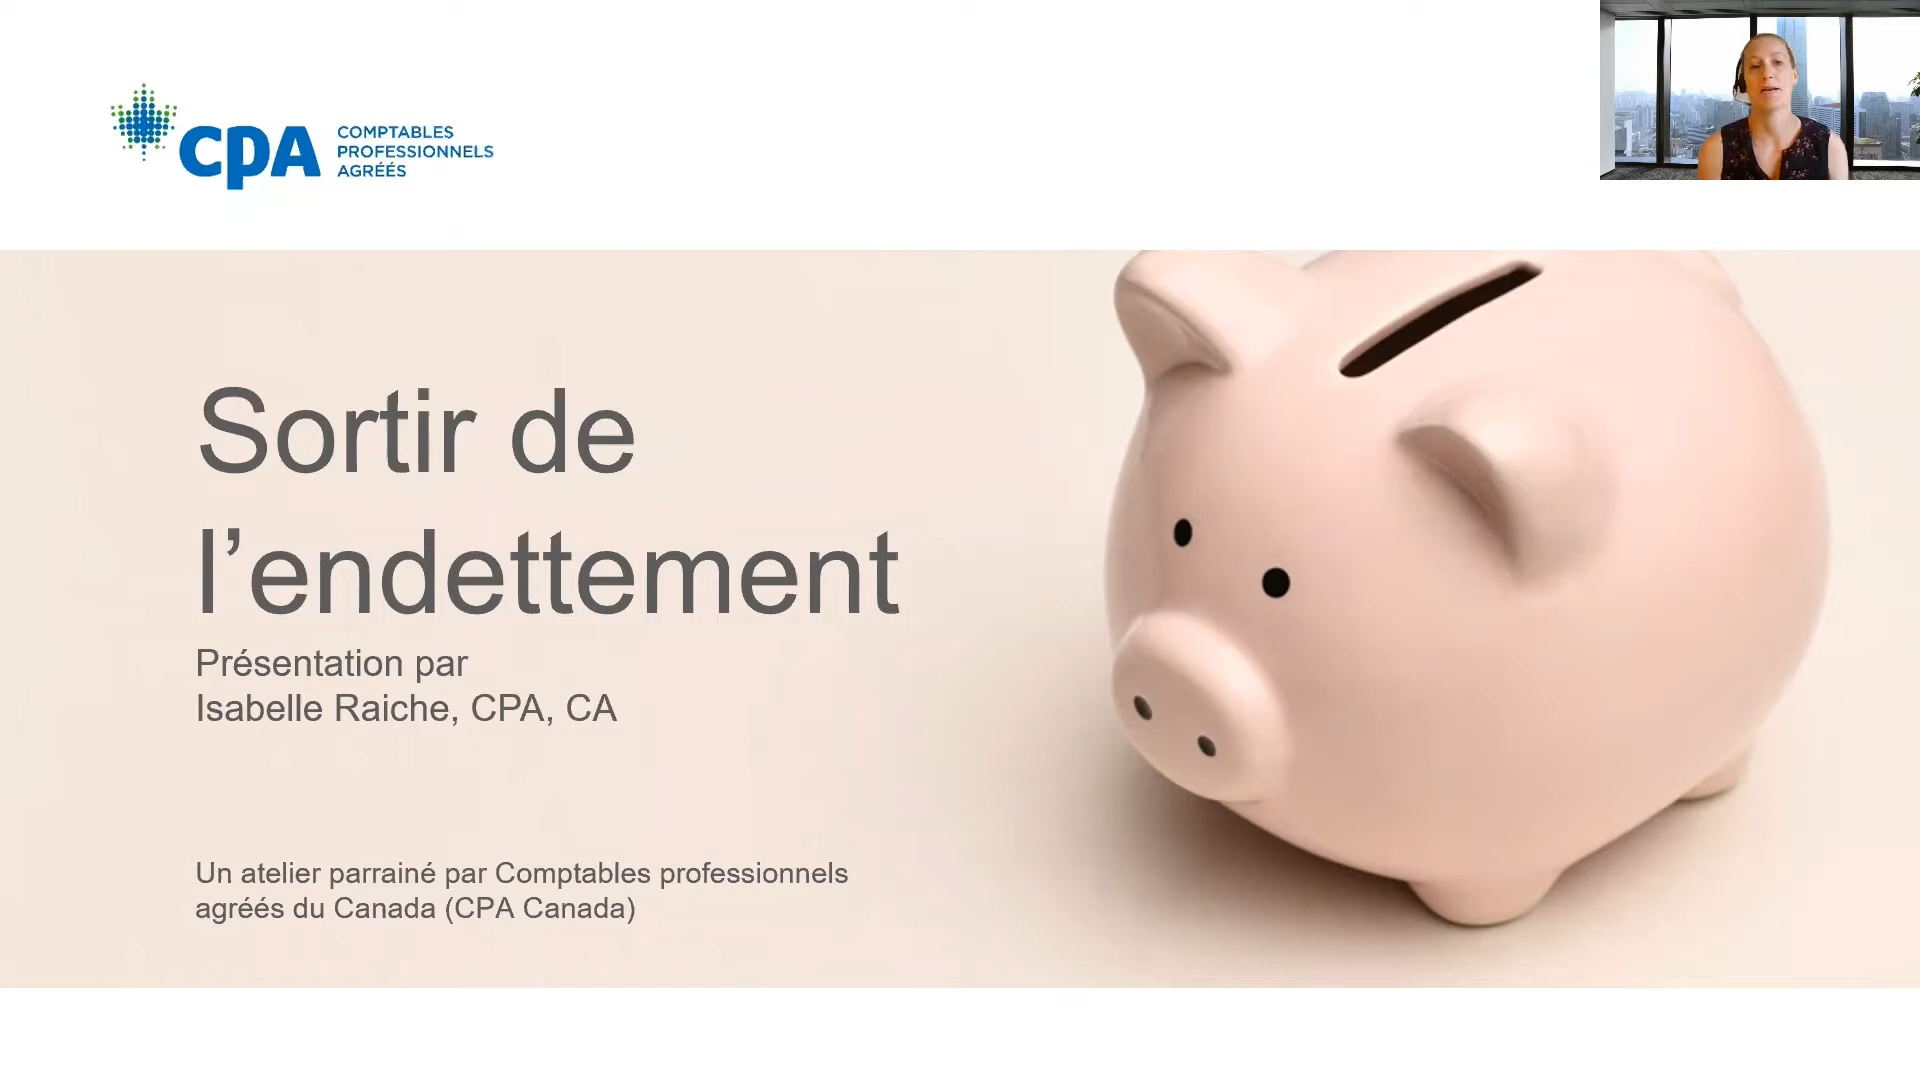 CPA
COMPTABLES
PROFESSIONNELS
AGRÉÉS
Sortir de
l’endettement
Présentation par
Isabelle Raiche, CPA, CA
Un atelier parrainé par Comptables professionnels
agréés du Canada (CPA Canada)